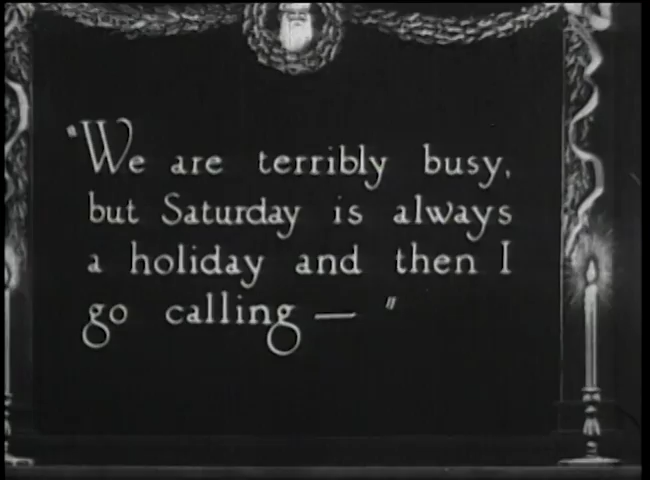 "We are terribly busy,
but Saturday is always
a holiday and then I
go calling — "